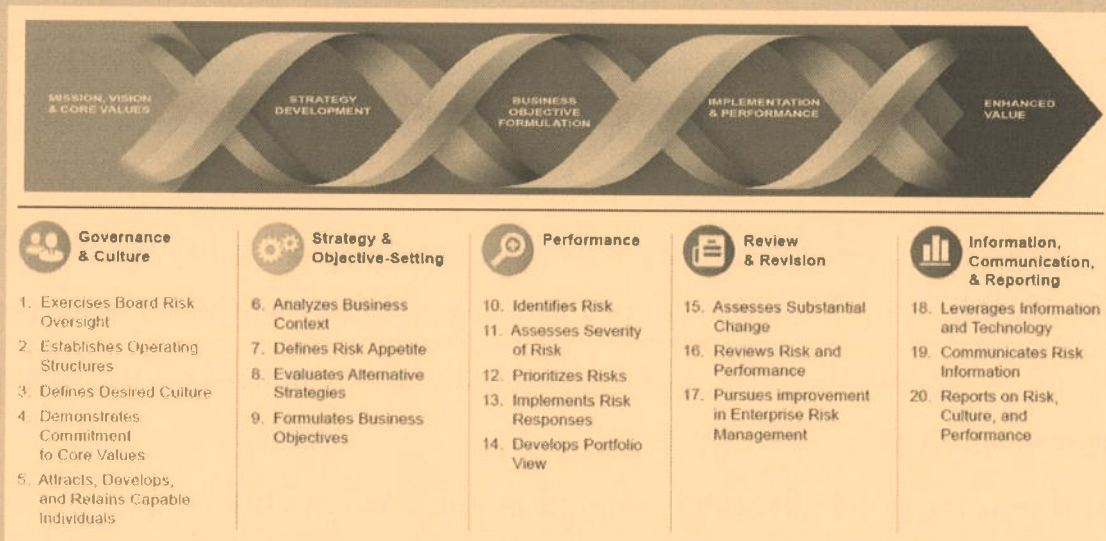 MISSION, VISION
& CORE VALUES
STRATEGY
DEVELOPMENT
BUSINESS
OBJECTIVE
FORMULATION
IMPLEMENTATION
& PERFORMANCE
ENHANCED
VALUE
Governance
& Culture
1. Exercises Board Risk
Oversight
2. Establishes Operating
Structures
3. Defines Desired Culture
4. Demonstrates
Commitment
to Core Values
5. Attracts, Develops,
and Retains Capable
Individuals
Strategy &
Objective-Setting
6. Analyzes Business
Context
7. Defines Risk Appetite
8. Evaluates Alternative
Strategies
9. Formulates Business
Objectives
Performance
10. Identifies Risk
11. Assesses Severity
of Risk
12. Prioritizes Risks
13. Implements Risk
Responses
14. Develops Portfolio
View
Review
& Revision
15. Assesses Substantial
Change
16. Reviews Risk and
Performance
17. Pursues improvement
in Enterprise Risk
Management
Information,
Communication,
& Reporting
18. Leverages Information
and Technology
19. Communicates Risk
Information
20. Reports on Risk,
Culture, and
Performance